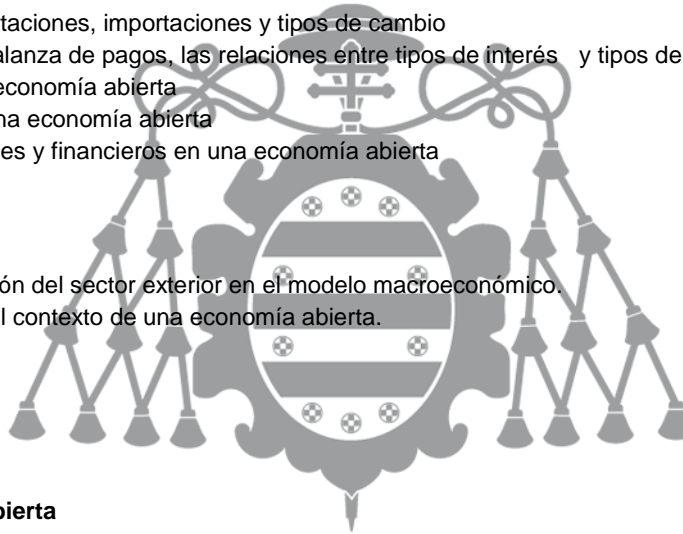 taciones, importaciones y tipos de cambio
alanza de pagos, las relaciones entre tipos de interés y tipos de
economía abierta
na economía abierta
es y financieros en una economía abierta
ón del sector exterior en el modelo macroeconómico.
l contexto de una economía abierta.
bierta